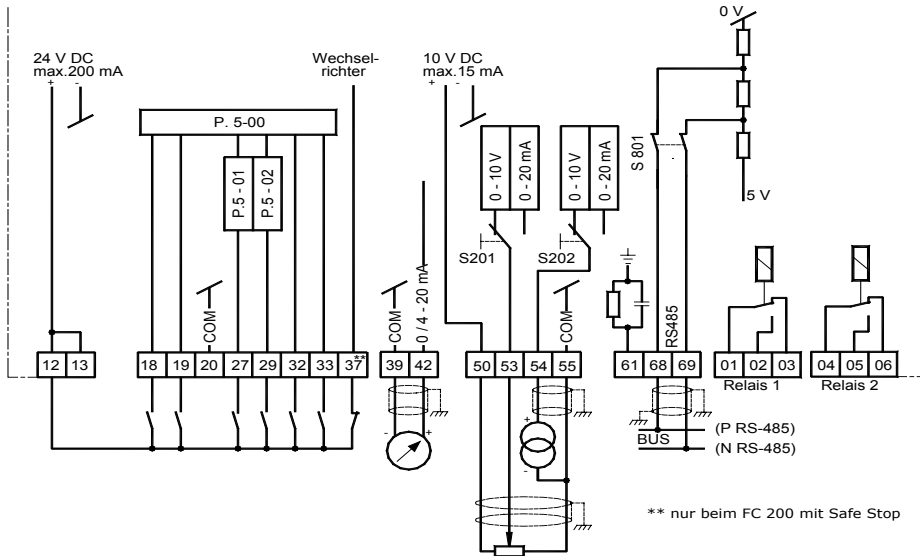 0 V
24 V DC
max.200 mA
+ -
Wechsel-
richter
10 V DC
max.15 mA
+ -
P. 5-00
P.5 - 01
P.5 - 02
0 - 10 V
0 - 20 mA
0 - 10 V
0 - 20 mA
S 801
5 V
S201
S202
COM
COM
0 / 4 - 20 mA
COM
RS485
12 13
18 19 20 27 29 32 33 37**
39 42
50 53 54 55
61 68 69
01 02 03
04 05 06
Relais 1
Relais 2
- +
+
-
BUS
(P RS-485)
(N RS-485)
** nur beim FC 200 mit Safe Stop